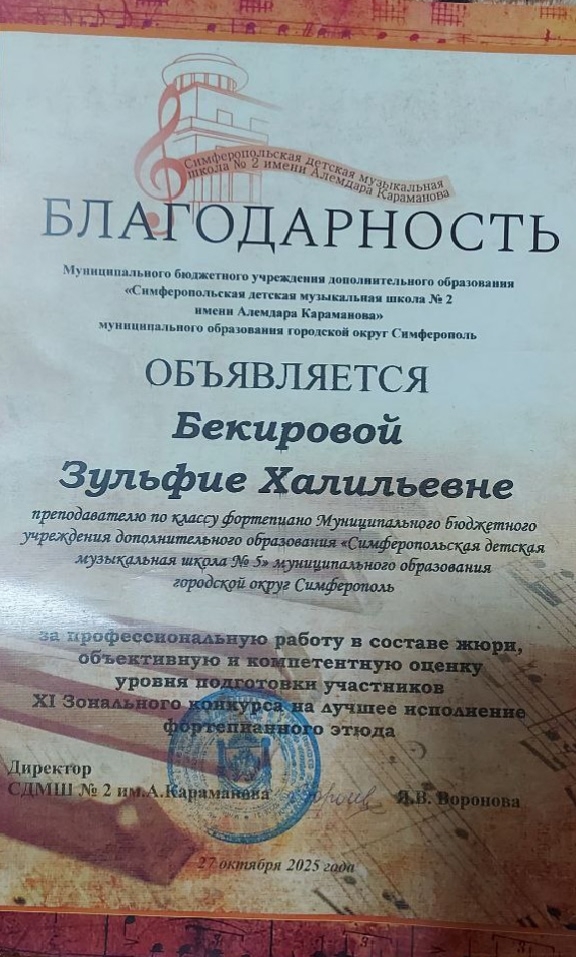 Симферопольская детская музыкальная
школа № 2 имени Алемдара Караманова
БЛАГОДАРНОСТЬ
Муниципального бюджетного учреждения дополнительного образования
«Симферопольская детская музыкальная школа № 2
имени Алемдара Караманова»
муниципального образования городской округ Симферополь
ОБЪЯВЛЯЕТСЯ
Бекировой
Зульфие Халильевне
преподавателю по классу фортепиано Муниципального бюджетного
учреждения дополнительного образования «Симферопольская детская
музыкальная школа № 5» муниципального образования
городской округ Симферополь
за профессиональную работу в составе жюри,
объективную и компетентную оценку
уровня подготовки участников
XI Зонального конкурса на лучшее исполнение
фортепианного этюда
Директор
СДМШ № 2 им.А.Караманова Я.В. Воронова
27 октября 2025 года